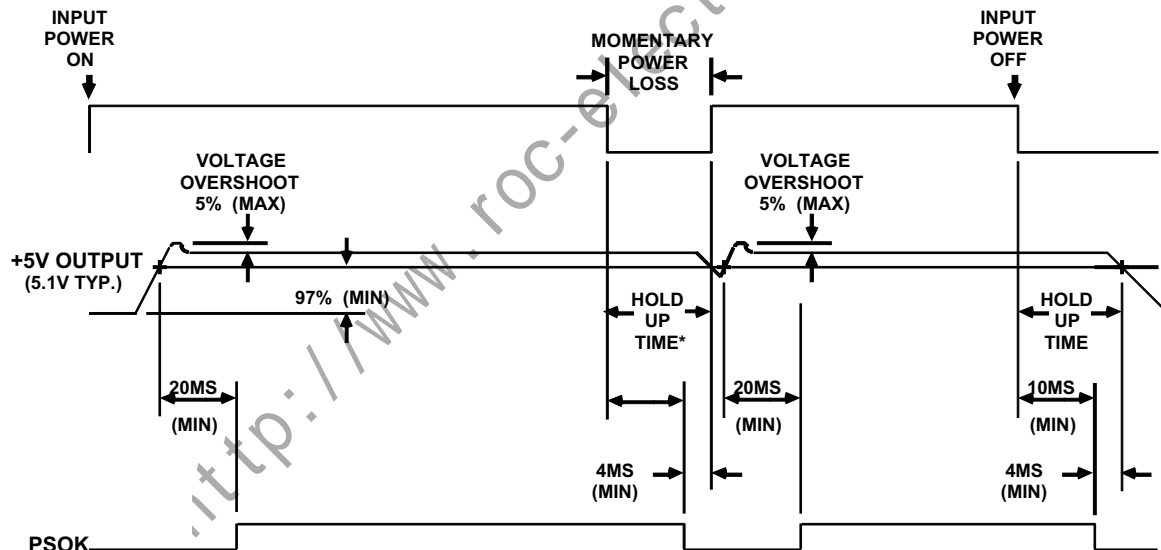 INPUT
POWER
ON
MOMENTARY
POWER
LOSS
INPUT
POWER
OFF
VOLTAGE
OVERSHOOT
5% (MAX)
VOLTAGE
OVERSHOOT
5% (MAX)
+5V OUTPUT
(5.1V TYP.)
97% (MIN)
HOLD
UP
TIME*
HOLD
UP
TIME
20MS
(MIN)
20MS
(MIN)
10MS
(MIN)
4MS
(MIN)
4MS
(MIN)
PSOK
http://www.roc-elect